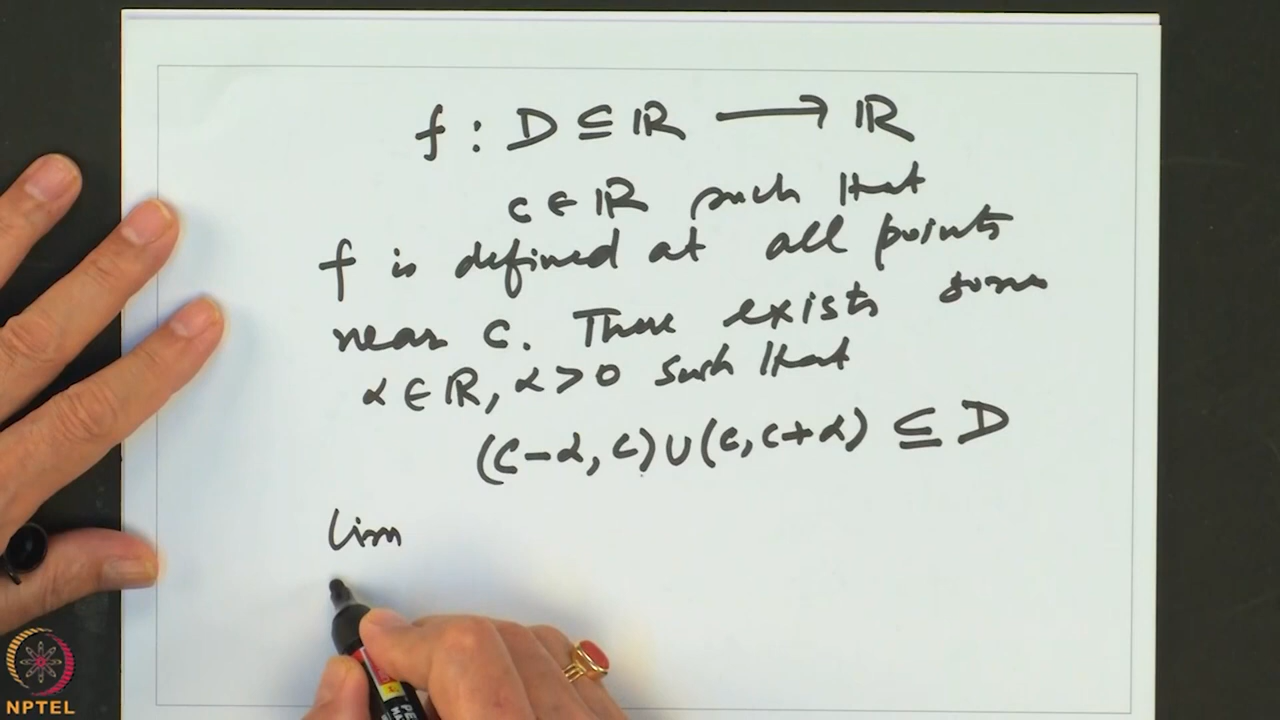 f : D ⊆ ℝ ⟶ ℝ
c ∈ ℝ such that
f is defined at all points
near c. There exists some
α ∈ ℝ, α > 0 such that
(c-α, c) ∪ (c, c+α) ⊆ D
lim
NPTEL